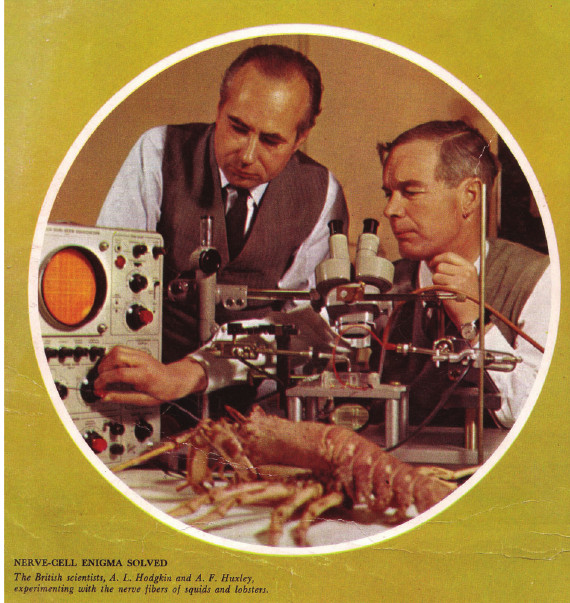 NERVE-CELL ENIGMA SOLVED
The British scientists, A. L. Hodgkin and A. F. Huxley,
experimenting with the nerve fibers of squids and lobsters.